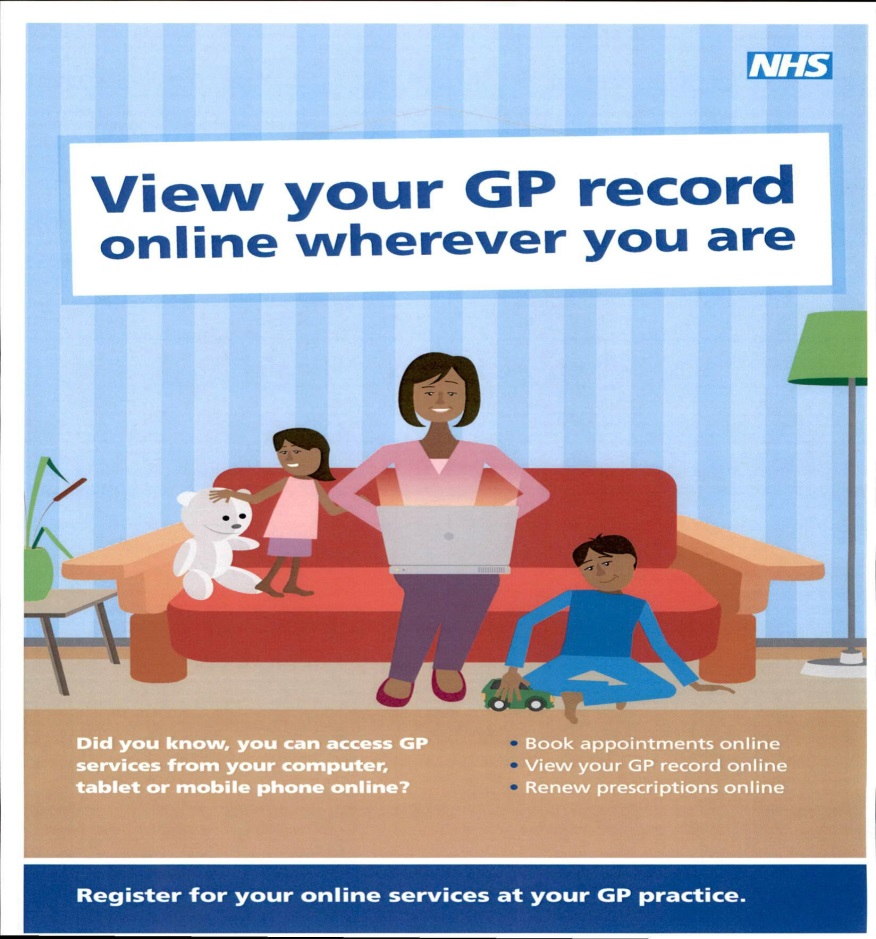 NHS
View your GP record
online wherever you are
Did you know, you can access GP
services from your computer,
tablet or mobile phone online?
• Book appointments online
• View your GP record online
• Renew prescriptions online
Register for your online services at your GP practice.